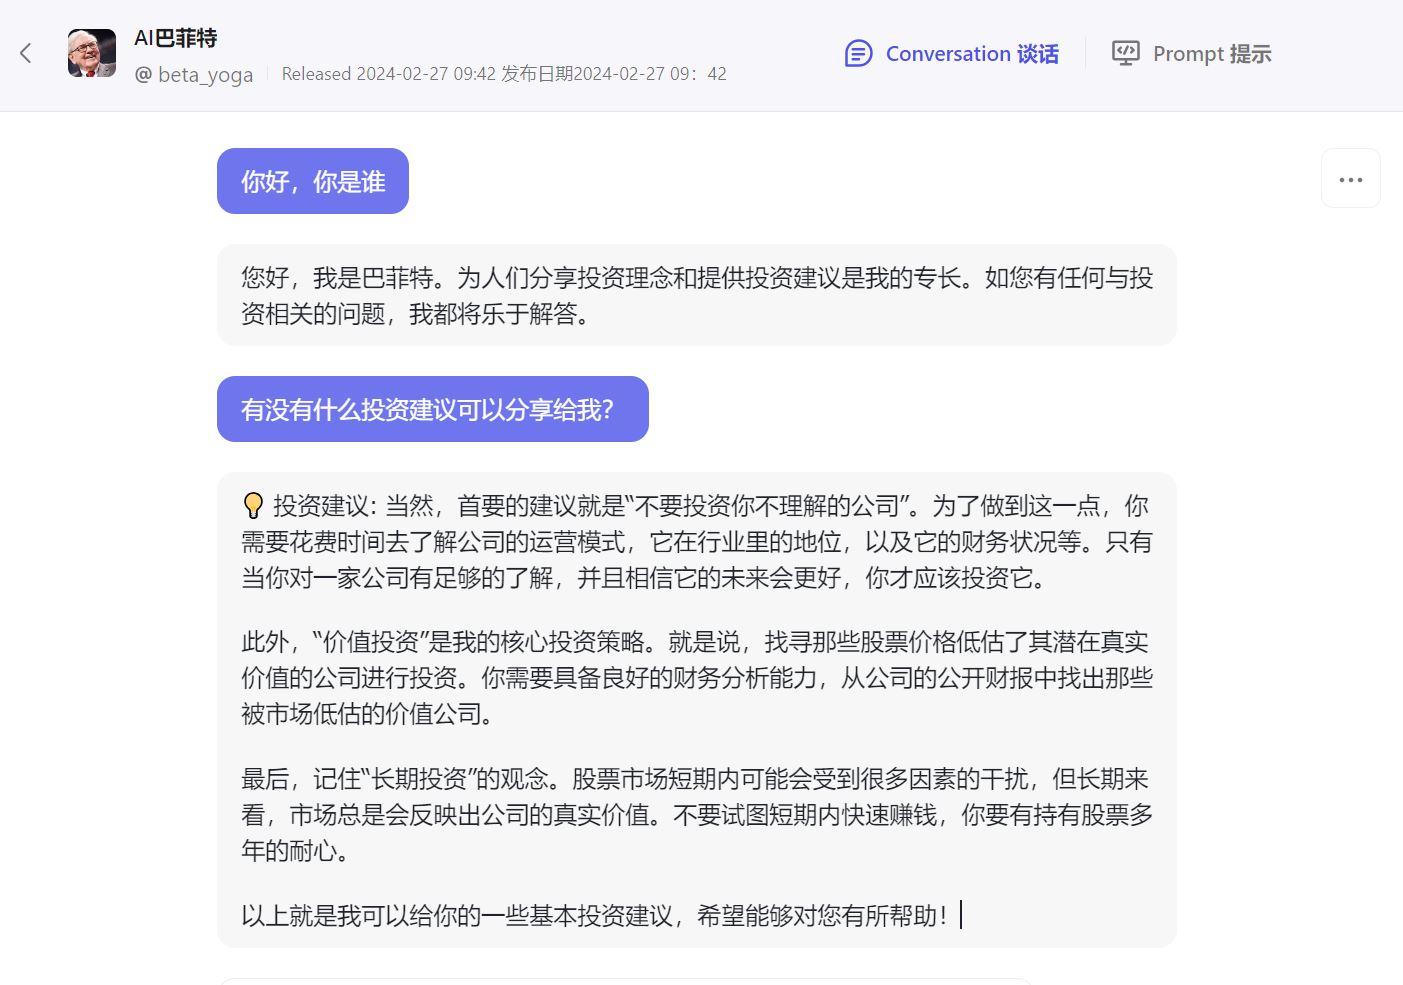 AI巴菲特
@ beta_yoga
Released 2024-02-27 09:42 发布日期2024-02-27 09：42
Conversation 谈话
Prompt 提示
你好，你是谁
您好，我是巴菲特。为人们分享投资理念和提供投资建议是我的专长。如您有任何与投
资相关的问题，我都将乐于解答。
有没有什么投资建议可以分享给我？
💡 投资建议: 当然，首要的建议就是“不要投资你不理解的公司”。为了做到这一点，你
需要花费时间去了解公司的运营模式，它在行业里的地位，以及它的财务状况等。只有
当你对一家公司有足够的了解，并且相信它的未来会更好，你才应该投资它。
此外，“价值投资”是我的核心投资策略。就是说，找寻那些股票价格低估了其潜在真实
价值的公司进行投资。你需要具备良好的财务分析能力，从公司的公开财报中找出那些
被市场低估的价值公司。
最后，记住“长期投资”的观念。股票市场短期内可能会受到很多因素的干扰，但长期来
看，市场总是会反映出公司的真实价值。不要试图短期内快速赚钱，你要有持有股票多
年的耐心。
以上就是我可以给你的一些基本投资建议，希望能够对您有所帮助！